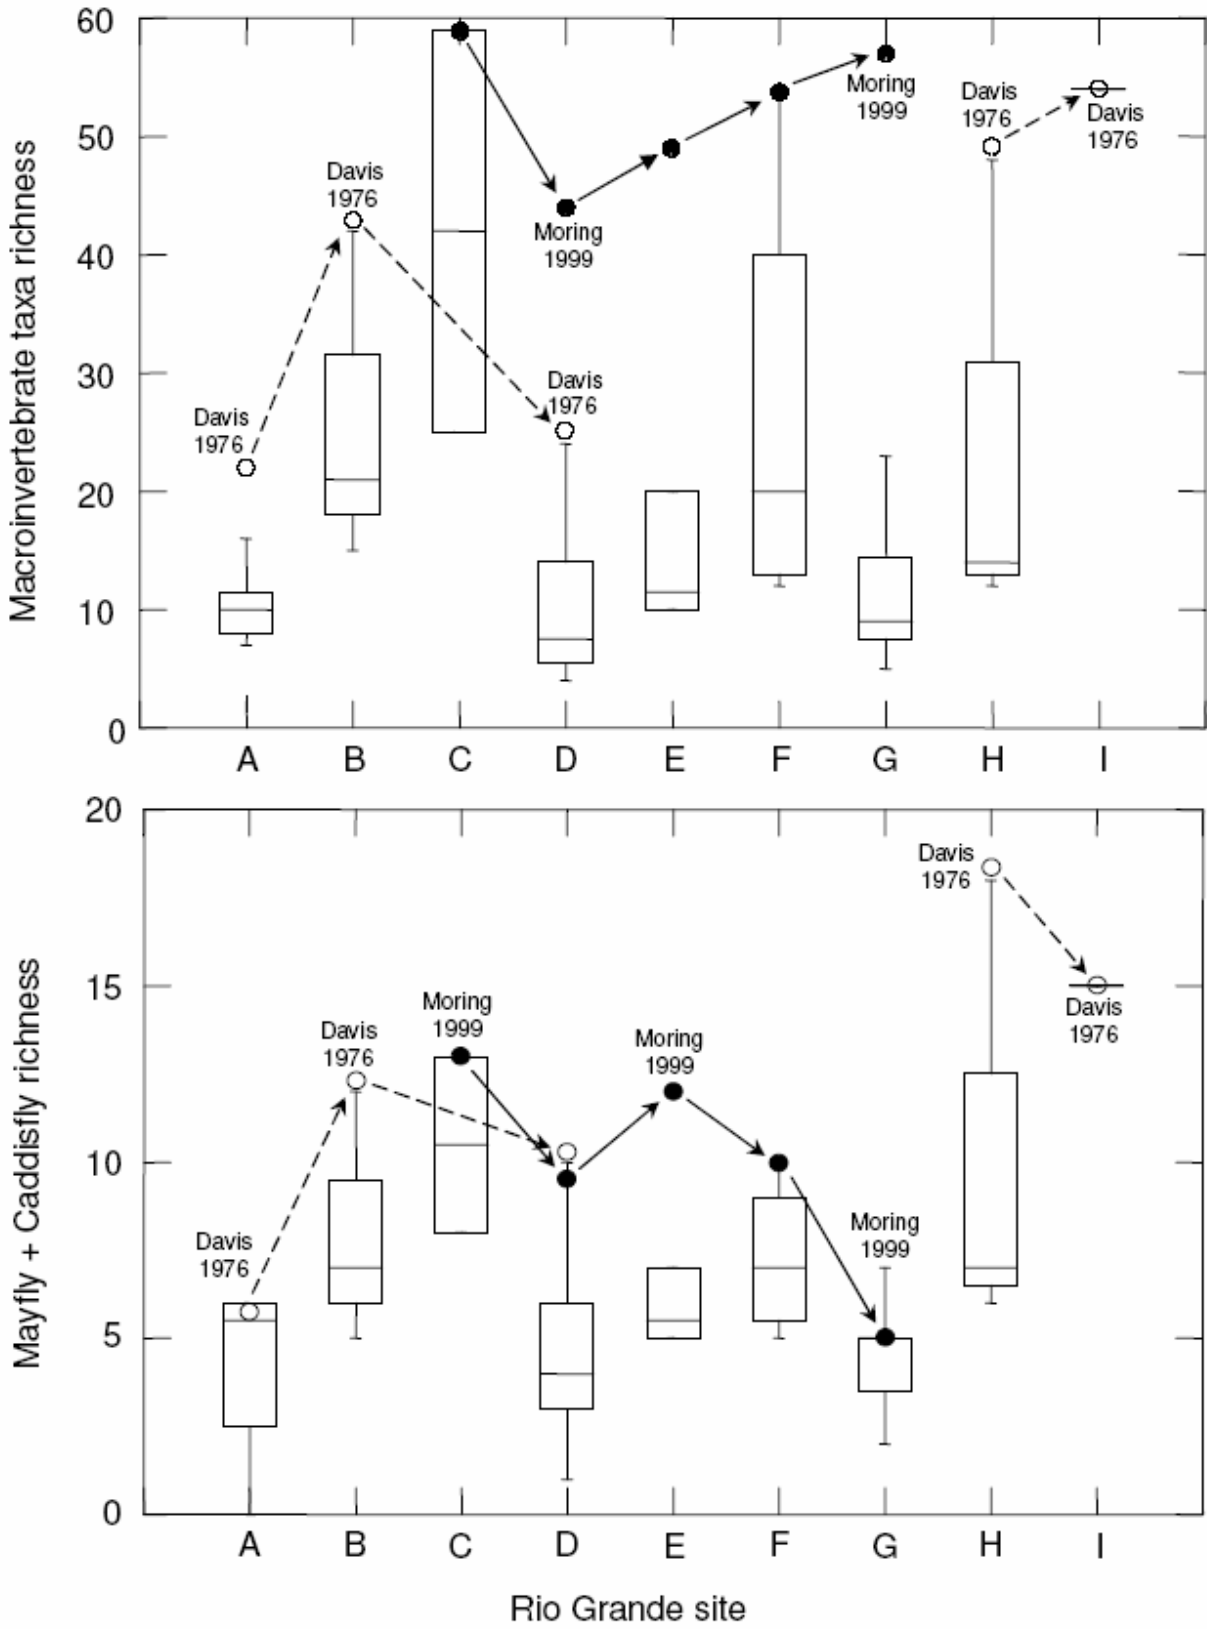 60
50
40
30
20
10
0
Macroinvertebrate taxa richness
Davis
1976
Davis
1976
Moring
1999
Davis
1976
Moring
1999
Davis
1976
Davis
1976
A B C D E F G H I
20
15
10
5
0
Mayfly + Caddisfly richness
Davis
1976
Davis
1976
Moring
1999
Moring
1999
Moring
1999
Davis
1976
Davis
1976
A B C D E F G H I
Rio Grande site